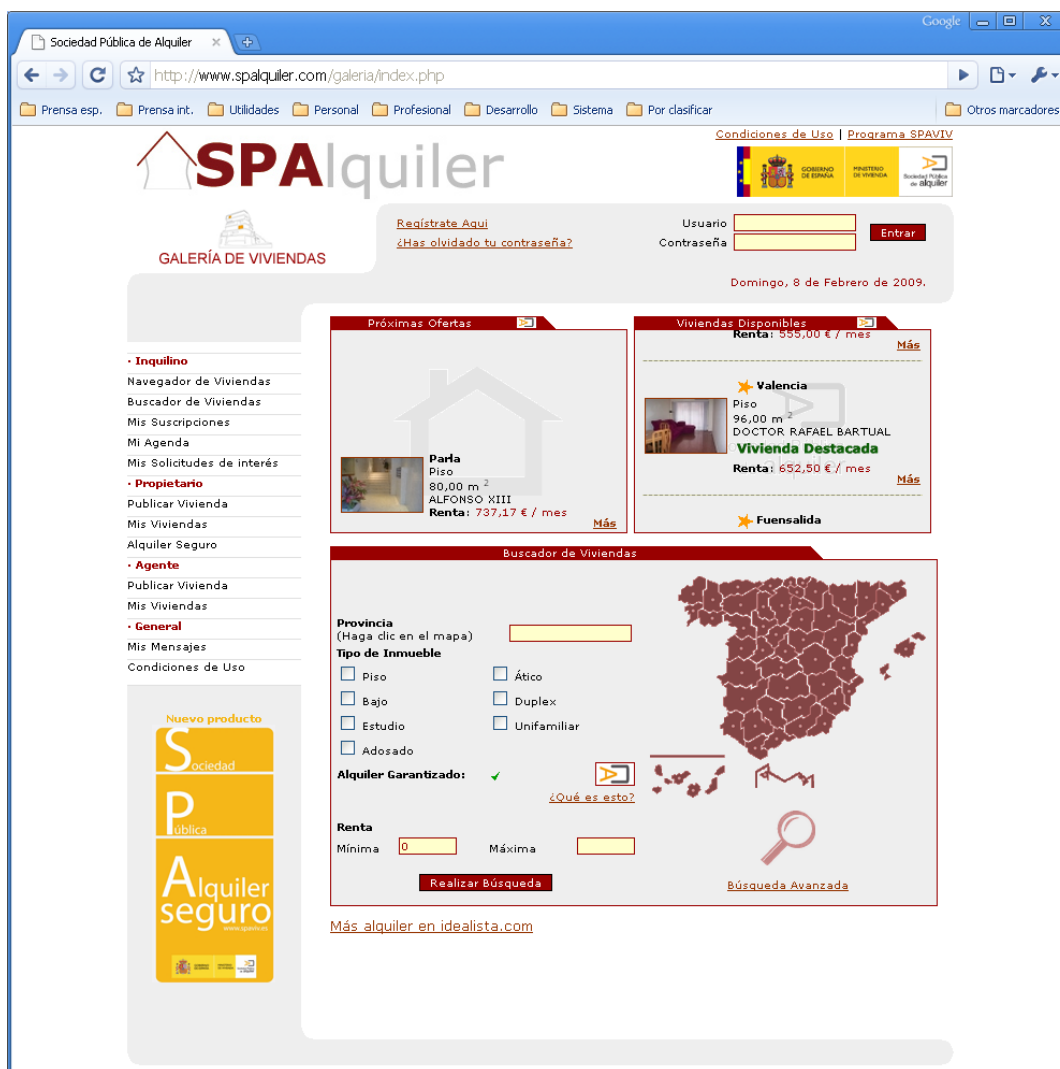 Google
Sociedad Pública de Alquiler
http://www.spalquiler.com/galeria/index.php
Prensa esp. Prensa int. Utilidades Personal Profesional Desarrollo Sistema Por clasificar Otros marcadores
Condiciones de Uso | Programa SPAVIV
SPAlquiler
GOBIERNO DE ESPAÑA
MINISTERIO DE VIVIENDA
Sociedad Pública de alquiler
GALERÍA DE VIVIENDAS
Regístrate Aqui
¿Has olvidado tu contraseña?
Usuario
Contraseña
Entrar
Domingo, 8 de Febrero de 2009.
· Inquilino
Navegador de Viviendas
Buscador de Viviendas
Mis Suscripciones
Mi Agenda
Mis Solicitudes de interés
· Propietario
Publicar Vivienda
Mis Viviendas
Alquiler Seguro
· Agente
Publicar Vivienda
Mis Viviendas
· General
Mis Mensajes
Condiciones de Uso
Nuevo producto
Sociedad
Pública
Alquiler
seguro
www.spaviv.es
Próximas Ofertas
Parla
Piso
80,00 m 2
ALFONSO XIII
Renta: 737,17 € / mes
Más
Viviendas Disponibles
Renta: 555,00 € / mes
Más
Valencia
Piso
96,00 m 2
DOCTOR RAFAEL BARTUAL
Vivienda Destacada
alquiler
Renta: 652,50 € / mes
Más
Fuensalida
Buscador de Viviendas
Provincia
(Haga clic en el mapa)
Tipo de Inmueble
Piso Ático
Bajo Duplex
Estudio Unifamiliar
Adosado
Alquiler Garantizado:
¿Qué es esto?
Renta
Mínima 0 Máxima
Realizar Búsqueda
Búsqueda Avanzada
Más alquiler en idealista.com